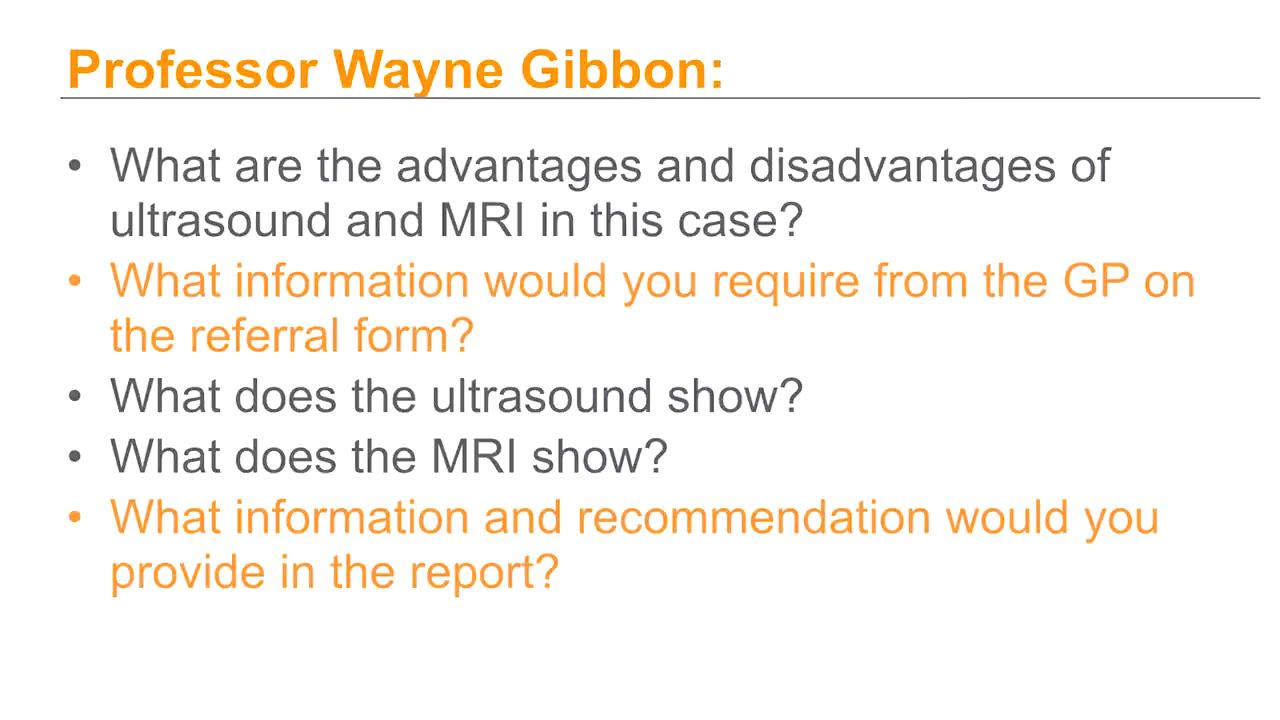 Professor Wayne Gibbon:
• What are the advantages and disadvantages of
ultrasound and MRI in this case?
• What information would you require from the GP on
the referral form?
• What does the ultrasound show?
• What does the MRI show?
• What information and recommendation would you
provide in the report?